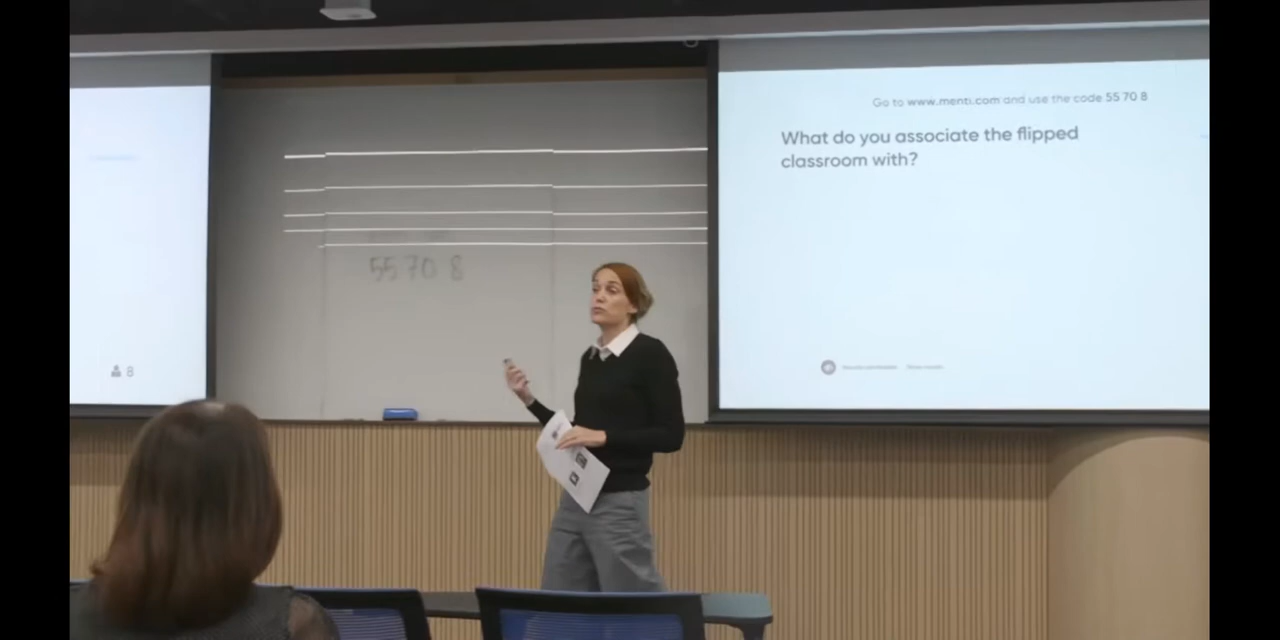 Go to www.menti.com and use the code 55 70 8
What do you associate the flipped
classroom with?
55 70 8
8